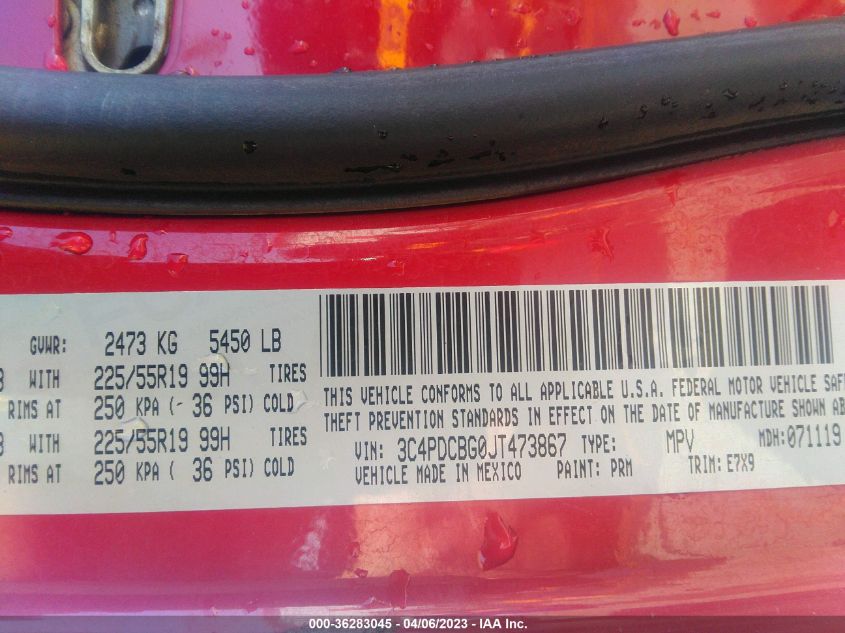 GVWR: 2473 KG 5450 LB
WITH 225/55R19 99H TIRES
RIMS AT 250 KPA (- 36 PSI) COLD
WITH 225/55R19 99H TIRES
RIMS AT 250 KPA ( 36 PSI) COLD
THIS VEHICLE CONFORMS TO ALL APPLICABLE U.S.A. FEDERAL MOTOR VEHICLE SAF
THEFT PREVENTION STANDARDS IN EFFECT ON THE DATE OF MANUFACTURE SHOWN AB
VIN: 3C4PDCBG0JT473867 TYPE: MPV MDH: 071119
VEHICLE MADE IN MEXICO PAINT: PRM TRIM: E7X9
000-36283045 - 04/06/2023 - IAA Inc.